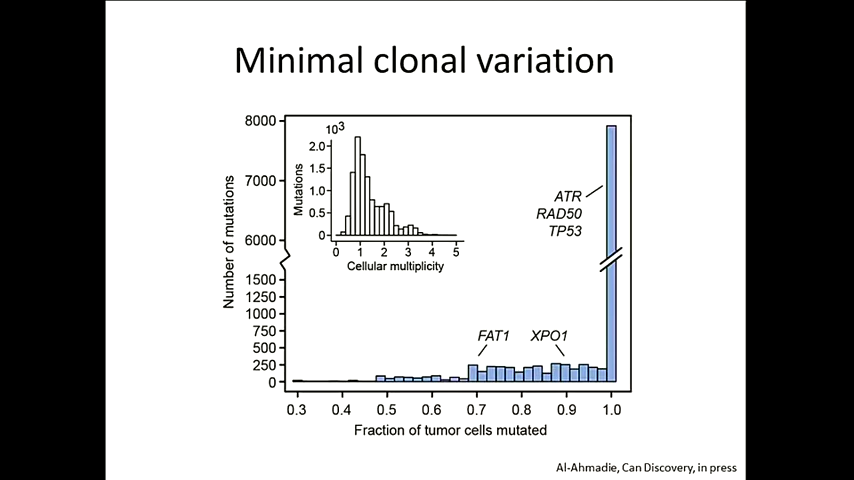 Minimal clonal variation
8000
7000
6000
1500
1250
1000
750
500
250
0
Number of mutations
10³
2.0
1.5
1.0
0.5
0
Mutations
0 1 2 3 4 5
Cellular multiplicity
ATR
RAD50
TP53
FAT1 XPO1
0.3 0.4 0.5 0.6 0.7 0.8 0.9 1.0
Fraction of tumor cells mutated
Al-Ahmadie, Can Discovery, in press